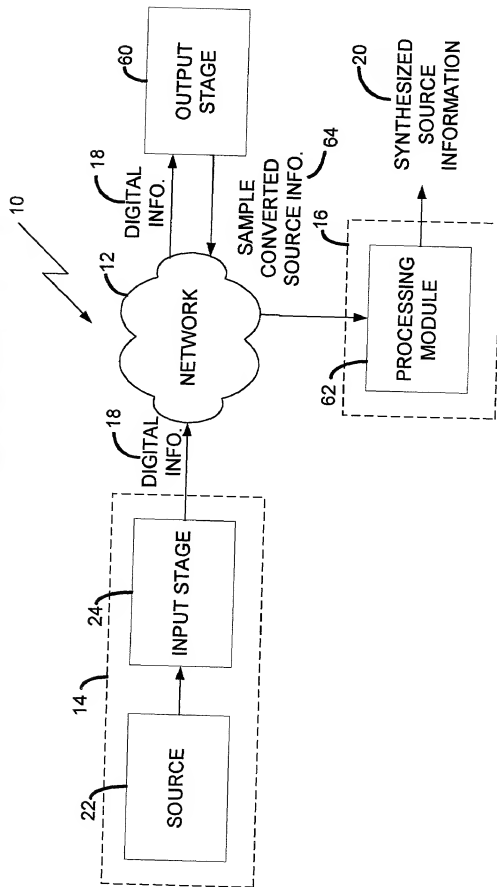 10
14
22
SOURCE
24
INPUT STAGE
18
DIGITAL
INFO.
12
NETWORK
18
DIGITAL
INFO.
60
OUTPUT
STAGE
SAMPLE
CONVERTED
SOURCE INFO.
64
16
62
PROCESSING
MODULE
20
SYNTHESIZED
SOURCE
INFORMATION